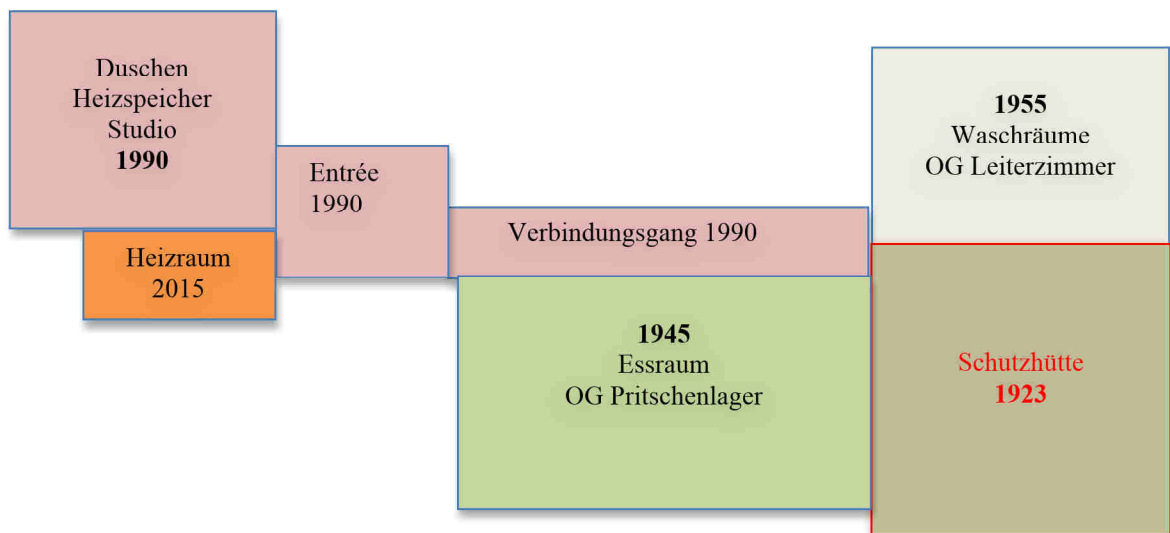 Duschen
Heizspeicher
Studio
1990
Entrée
1990
Heizraum
2015
Verbindungsgang 1990
1945
Essraum
OG Pritschenlager
1955
Waschräume
OG Leiterzimmer
Schutzhütte
1923